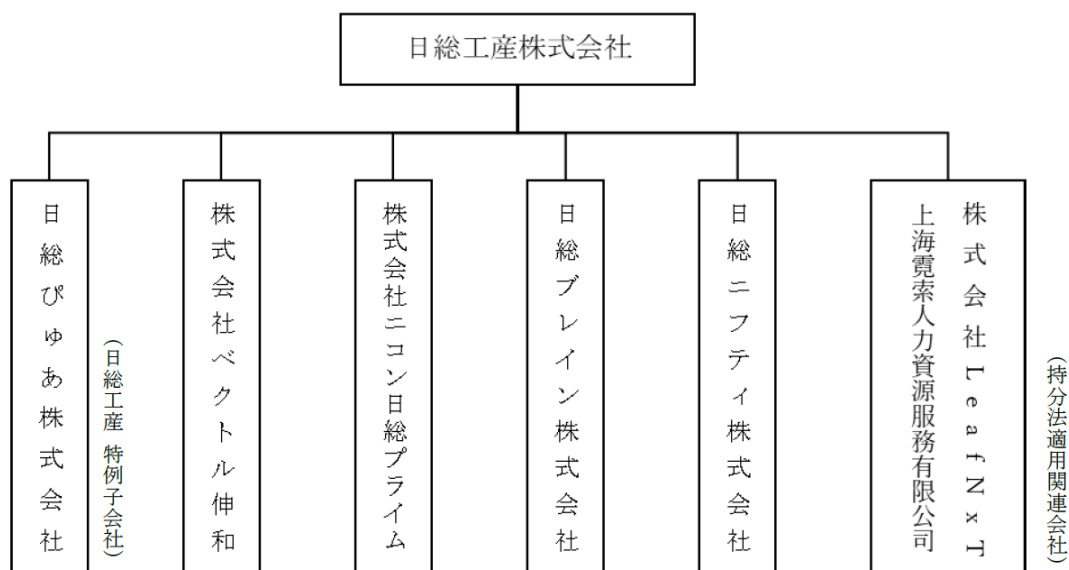 日総工産株式会社
日総ぴゅあ株式会社
(日総工産 特例子会社)
株式会社ベクトル伸和
株式会社ニコン日総プライム
日総ブレイン株式会社
日総ニフティ株式会社
株式会社LeafNxT
上海霓索人力資源服務有限公司
(持分法適用関連会社)